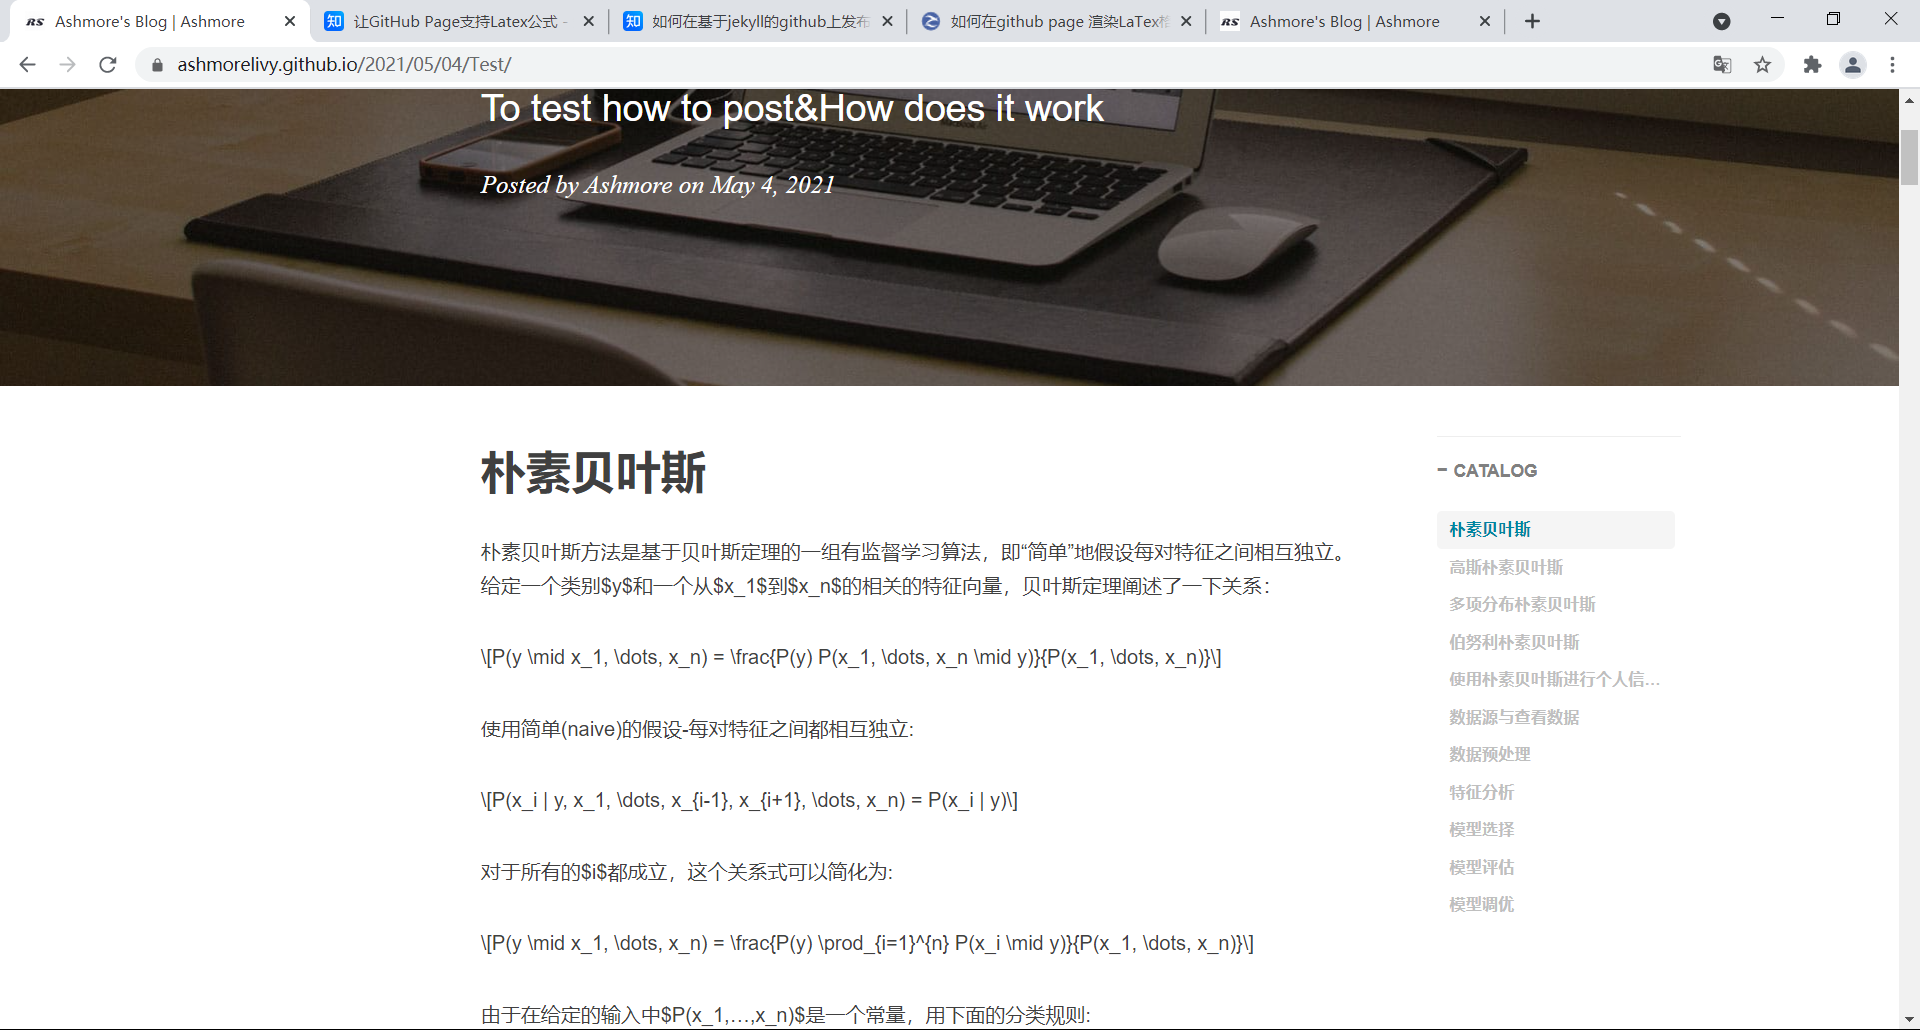 Ashmore's Blog | Ashmore
让GitHub Page支持Latex公式 -
如何在基于jekyll的github上发布
如何在github page 渲染LaTex格
RS Ashmore's Blog | Ashmore
ashmorelivy.github.io/2021/05/04/Test/
To test how to post&How does it work
Posted by Ashmore on May 4, 2021
朴素贝叶斯
朴素贝叶斯方法是基于贝叶斯定理的一组有监督学习算法，即“简单”地假设每对特征之间相互独立。
给定一个类别$y$和一个从$x_1$到$x_n$的相关的特征向量，贝叶斯定理阐述了一下关系：
\[P(y \mid x_1, \dots, x_n) = \frac{P(y) P(x_1, \dots, x_n \mid y)}{P(x_1, \dots, x_n)}\]
使用简单(naive)的假设-每对特征之间都相互独立:
\[P(x_i | y, x_1, \dots, x_{i-1}, x_{i+1}, \dots, x_n) = P(x_i | y)\]
对于所有的$i$都成立，这个关系式可以简化为:
\[P(y \mid x_1, \dots, x_n) = \frac{P(y) \prod_{i=1}^{n} P(x_i \mid y)}{P(x_1, \dots, x_n)}\]
由于在给定的输入中$P(x_1,…,x_n)$是一个常量，用下面的分类规则:
− CATALOG
朴素贝叶斯
高斯朴素贝叶斯
多项分布朴素贝叶斯
伯努利朴素贝叶斯
使用朴素贝叶斯进行个人信...
数据源与查看数据
数据预处理
特征分析
模型选择
模型评估
模型调优